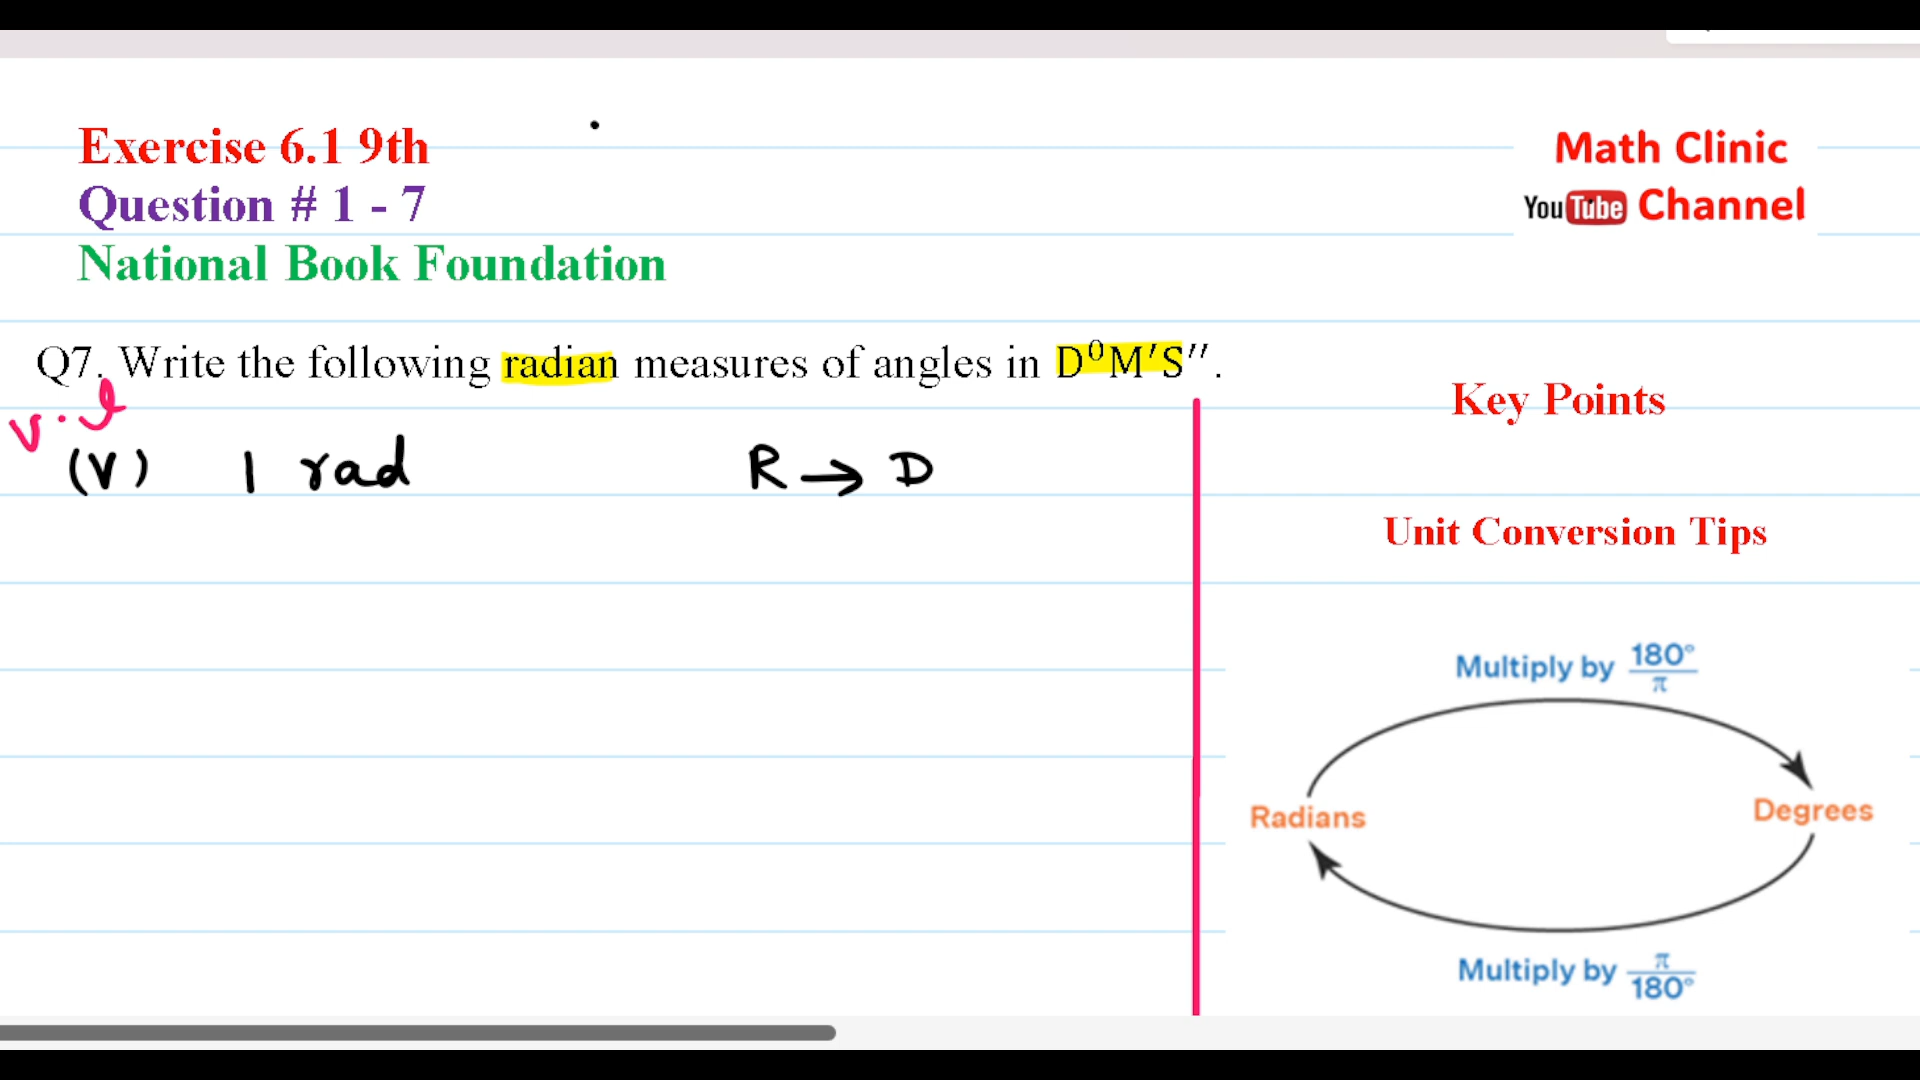 Exercise 6.1 9th
Question # 1 - 7
National Book Foundation
Math Clinic
YouTube Channel
Q7. Write the following radian measures of angles in D⁰M′S′′.
v.I
(V) 1 rad R → D
Key Points
Unit Conversion Tips
Multiply by 180°/π
Radians
Degrees
Multiply by π/180°